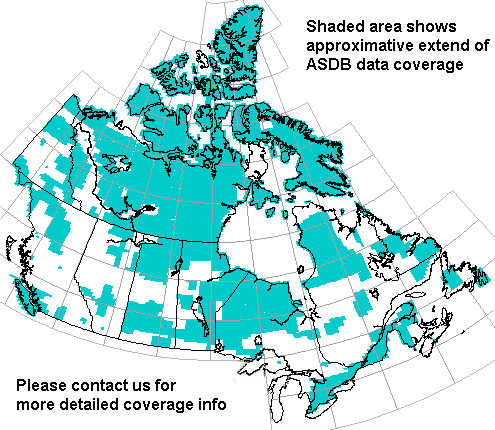 Shaded area shows
approximative extend of
ASDB data coverage
Please contact us for
more detailed coverage info